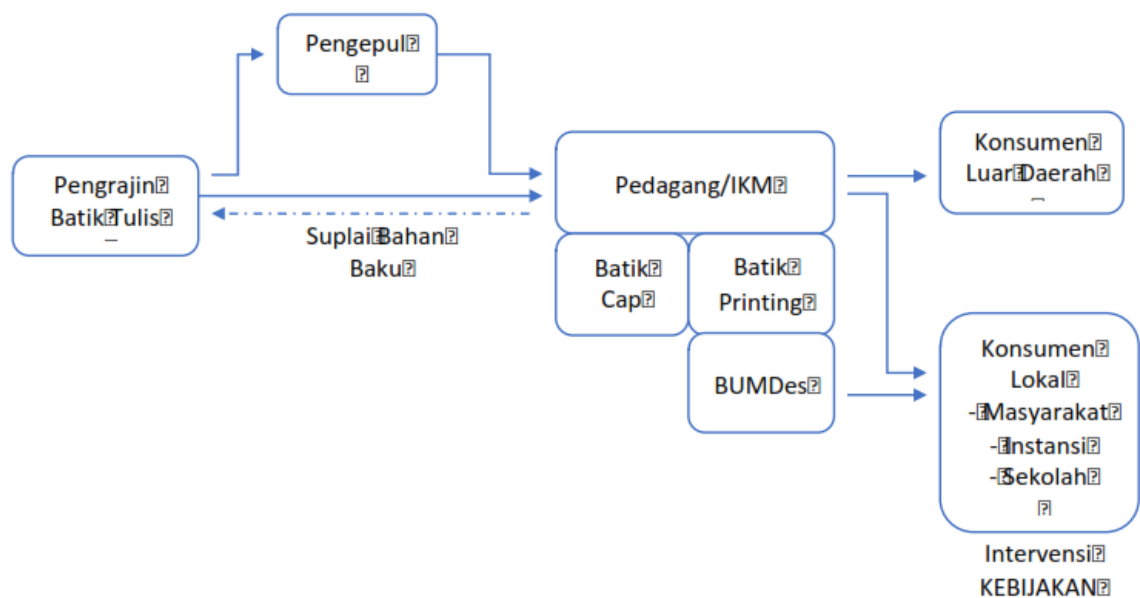 Pengepul
Pengrajin
Batik Tulis
Suplai Bahan
Baku
Pedagang/IKM
Batik
Cap
Batik
Printing
BUMDes
Konsumen
Luar Daerah
Konsumen
Lokal
- Masyarakat
- Instansi
- Sekolah
Intervensi
KEBIJAKAN